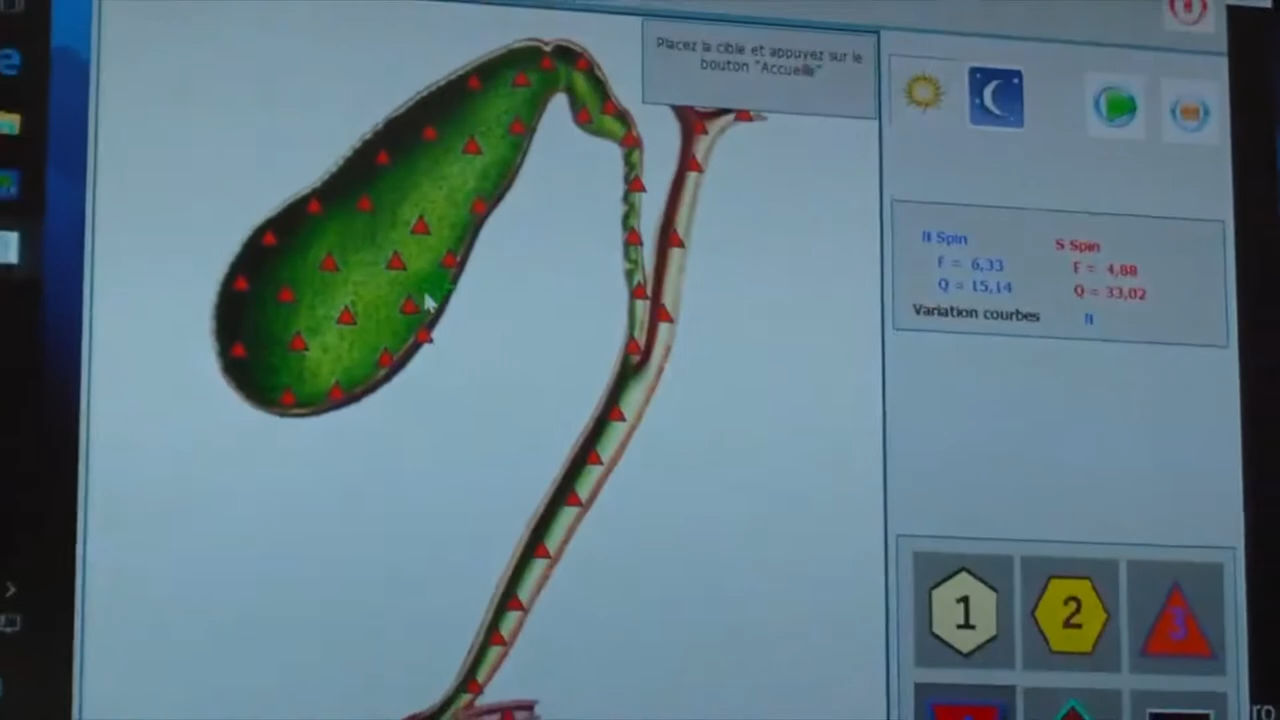 Placez la cible et appuyez sur le
bouton "Accueil"
N Spin
F = 6,33
Q = 15,14
S Spin
F = 4,88
Q = 33,02
Variation courbes
N
1
2
3